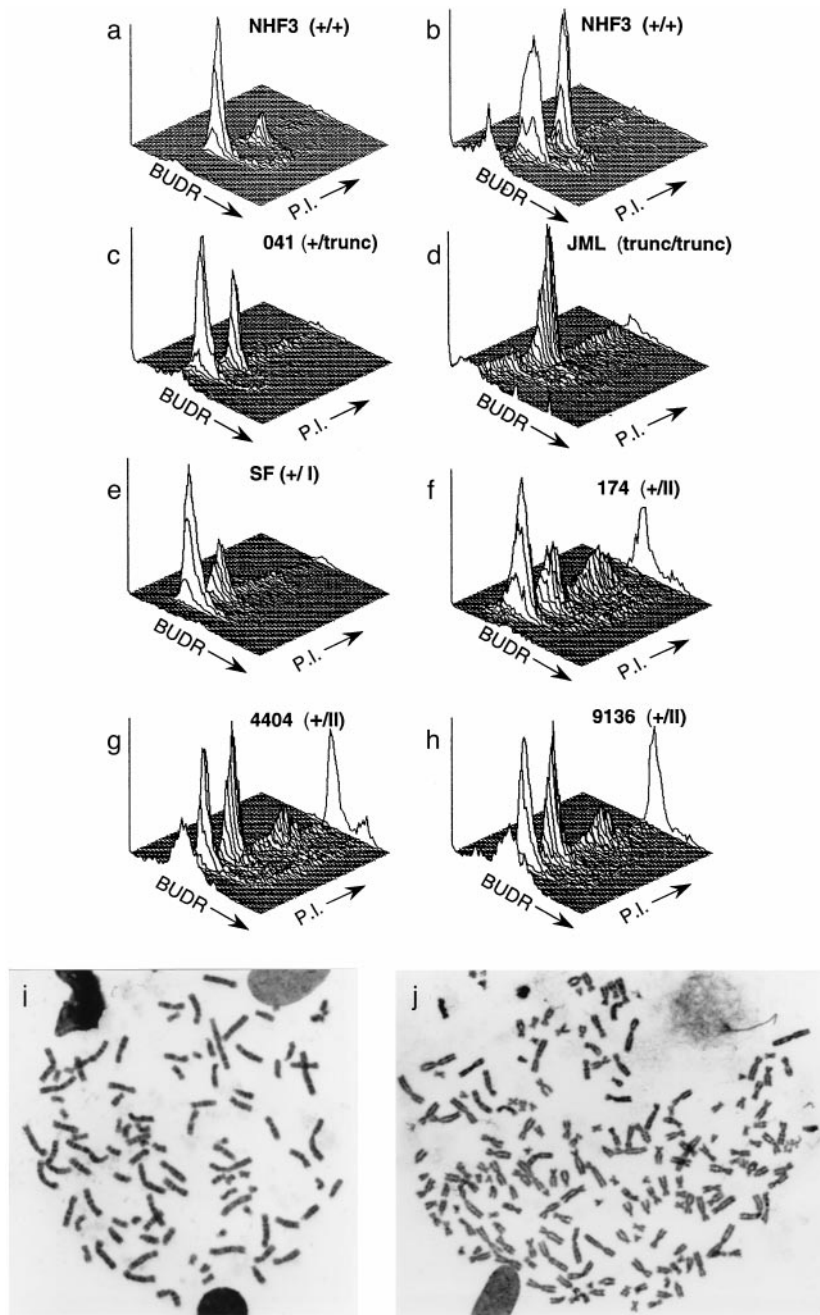 a
NHF3 (+/+)
BUDR
P.I.
b
NHF3 (+/+)
BUDR
P.I.
c
041 (+/trunc)
BUDR
P.I.
d
JML (trunc/trunc)
BUDR
P.I.
e
SF (+/ I)
BUDR
P.I.
f
174 (+/II)
BUDR
P.I.
g
4404 (+/II)
BUDR
P.I.
h
9136 (+/II)
BUDR
P.I.
i
j